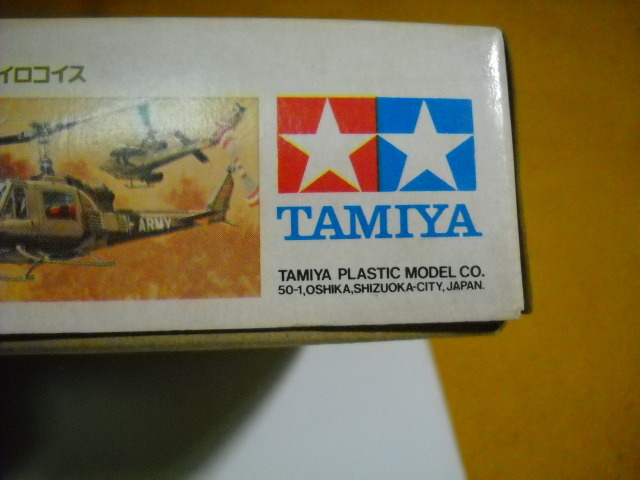 イロコイス
ARMY
TAMIYA
TAMIYA PLASTIC MODEL CO.
50-1,OSHIKA,SHIZUOKA-CITY, JAPAN.